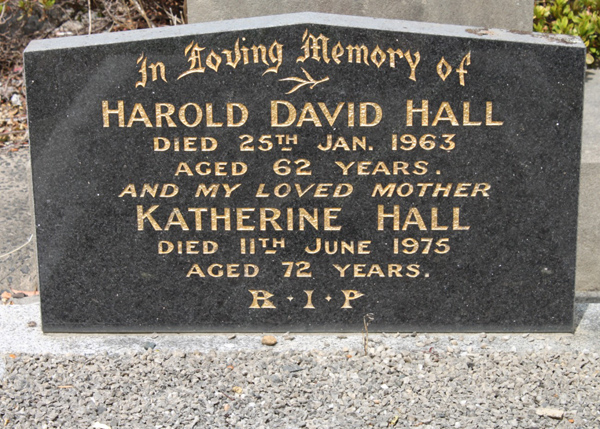 In Loving Memory of
HAROLD DAVID HALL
DIED 25TH JAN. 1963
AGED 62 YEARS.
AND MY LOVED MOTHER
KATHERINE HALL
DIED 11TH JUNE 1975
AGED 72 YEARS.
R·I·P